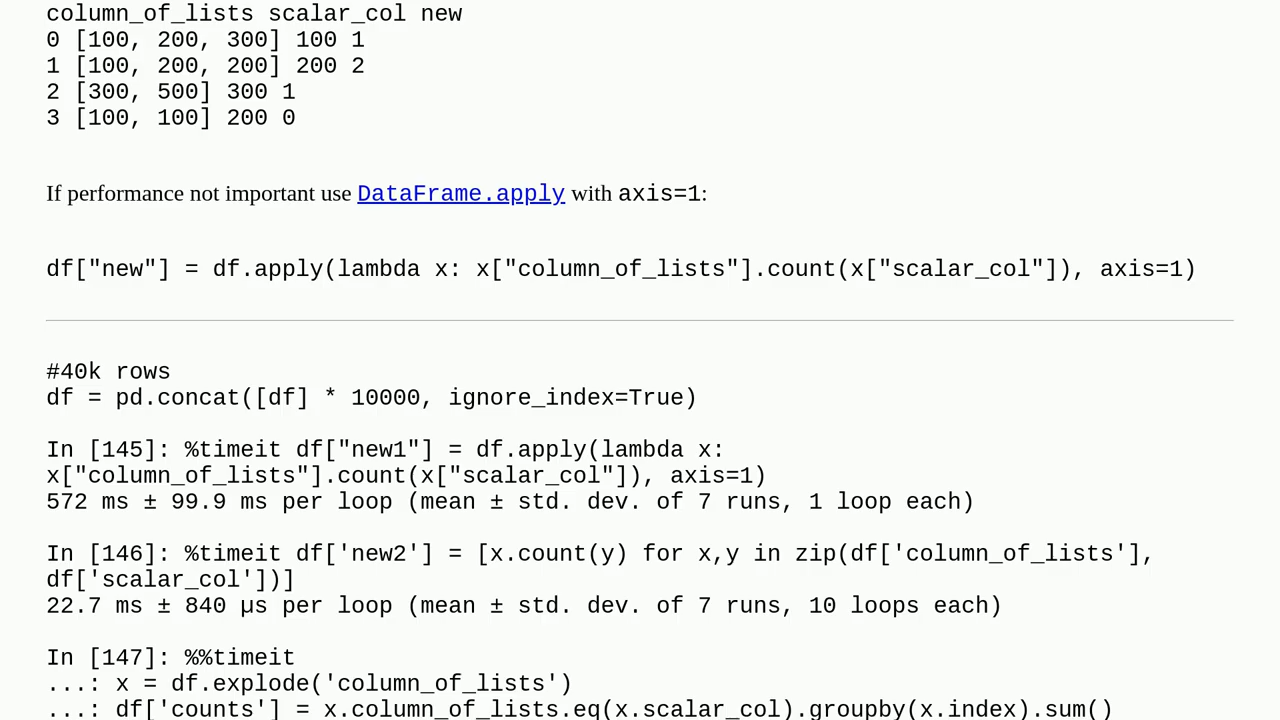 column_of_lists scalar_col new
0 [100, 200, 300] 100 1
1 [100, 200, 200] 200 2
2 [300, 500] 300 1
3 [100, 100] 200 0
If performance not important use DataFrame.apply with axis=1:
df["new"] = df.apply(lambda x: x["column_of_lists"].count(x["scalar_col"]), axis=1)
#40k rows
df = pd.concat([df] * 10000, ignore_index=True)
In [145]: %timeit df["new1"] = df.apply(lambda x:
x["column_of_lists"].count(x["scalar_col"]), axis=1)
572 ms ± 99.9 ms per loop (mean ± std. dev. of 7 runs, 1 loop each)
In [146]: %timeit df['new2'] = [x.count(y) for x,y in zip(df['column_of_lists'],
df['scalar_col'])]
22.7 ms ± 840 µs per loop (mean ± std. dev. of 7 runs, 10 loops each)
In [147]: %%timeit
...: x = df.explode('column_of_lists')
...: df['counts'] = x.column_of_lists.eq(x.scalar_col).groupby(x.index).sum()